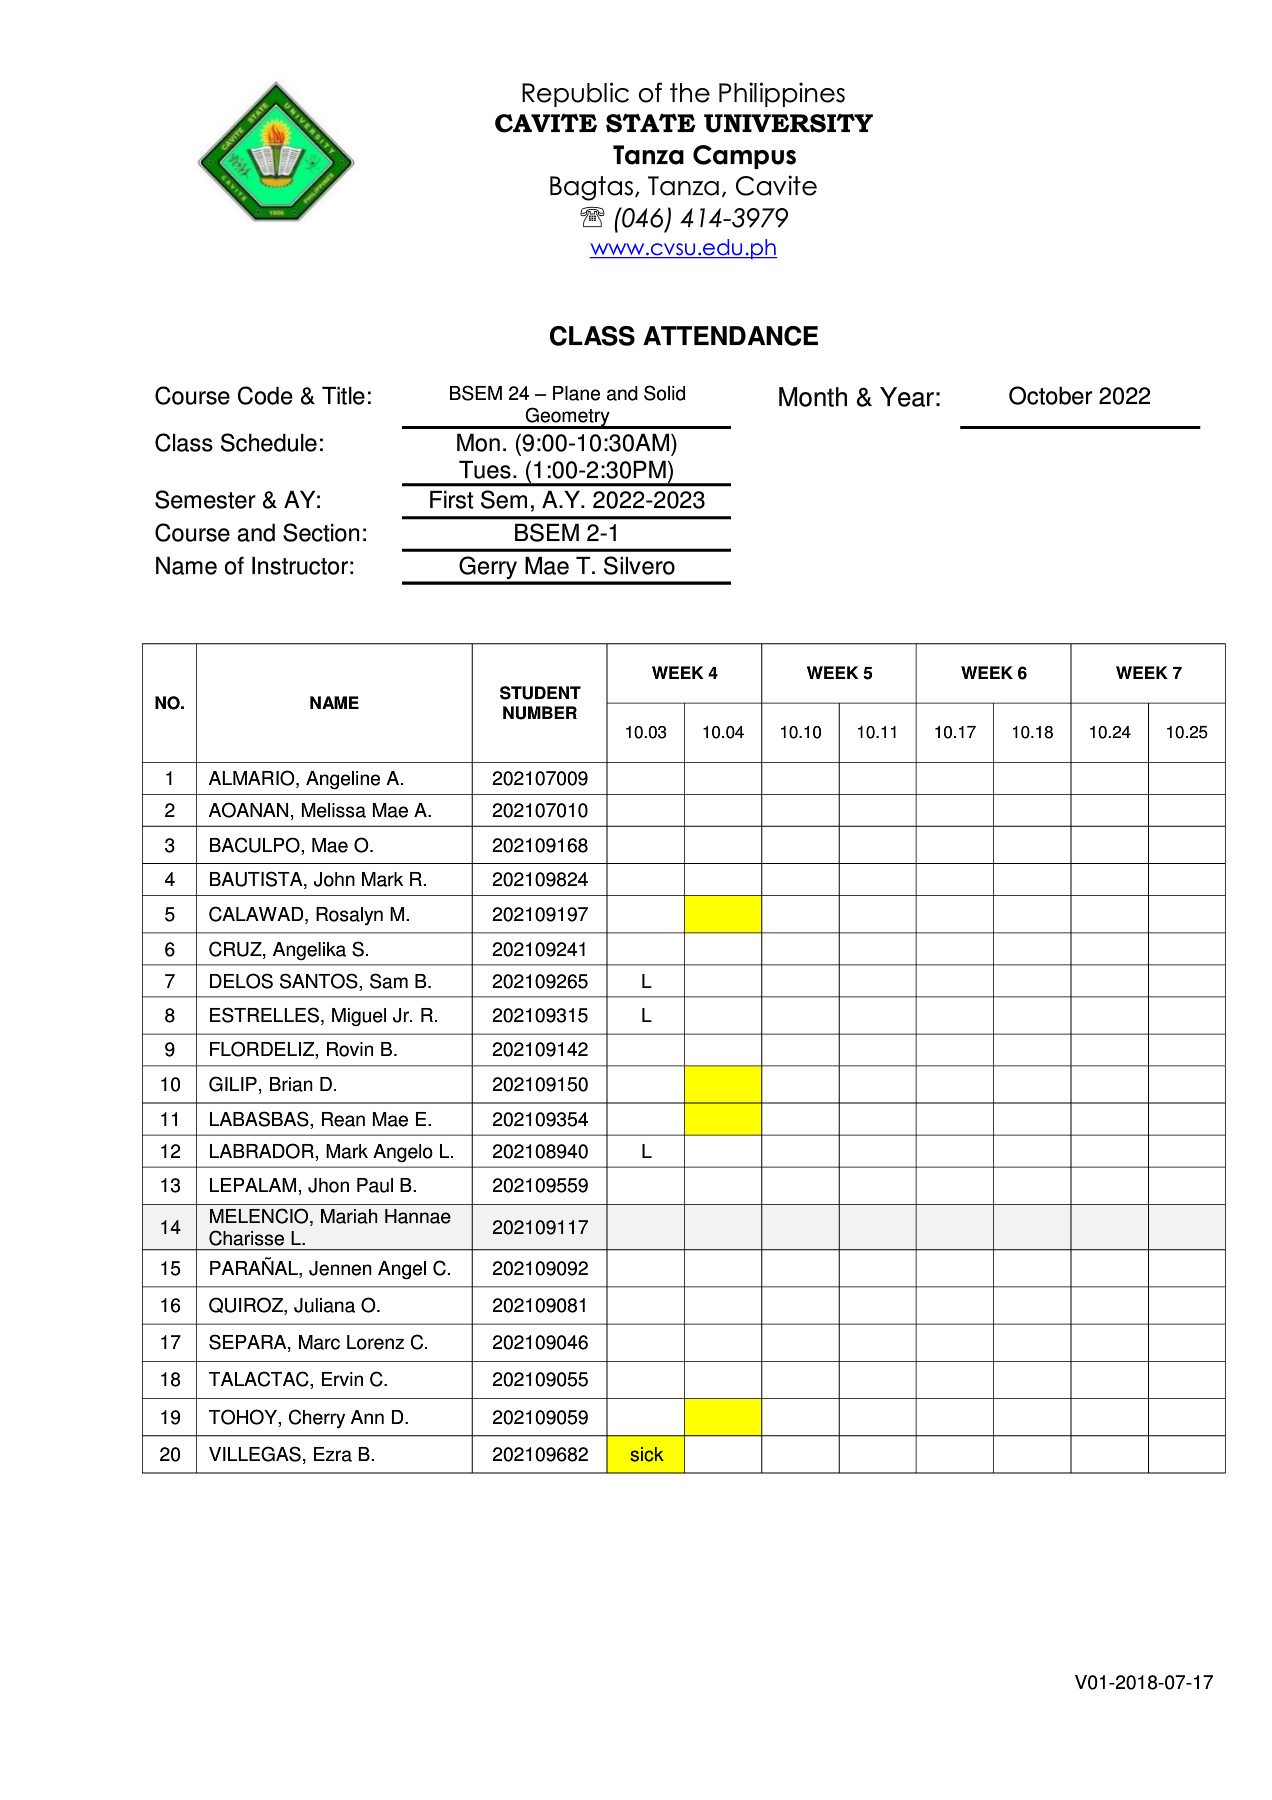 Republic of the Philippines
CAVITE STATE UNIVERSITY
Tanza Campus
Bagtas, Tanza, Cavite
☏ (046) 414-3979
www.cvsu.edu.ph
CAVITE STATE UNIVERSITY
CAVITE PHILIPPINES
1906
CLASS ATTENDANCE
Course Code & Title: BSEM 24 – Plane and Solid Geometry Month & Year: October 2022
Class Schedule: Mon. (9:00-10:30AM)
Tues. (1:00-2:30PM)
Semester & AY: First Sem, A.Y. 2022-2023
Course and Section: BSEM 2-1
Name of Instructor: Gerry Mae T. Silvero
NO. NAME STUDENT NUMBER WEEK 4 WEEK 5 WEEK 6 WEEK 7
10.03 10.04 10.10 10.11 10.17 10.18 10.24 10.25
1 ALMARIO, Angeline A. 202107009
2 AOANAN, Melissa Mae A. 202107010
3 BACULPO, Mae O. 202109168
4 BAUTISTA, John Mark R. 202109824
5 CALAWAD, Rosalyn M. 202109197
6 CRUZ, Angelika S. 202109241
7 DELOS SANTOS, Sam B. 202109265 L
8 ESTRELLES, Miguel Jr. R. 202109315 L
9 FLORDELIZ, Rovin B. 202109142
10 GILIP, Brian D. 202109150
11 LABASBAS, Rean Mae E. 202109354
12 LABRADOR, Mark Angelo L. 202108940 L
13 LEPALAM, Jhon Paul B. 202109559
14 MELENCIO, Mariah Hannae Charisse L. 202109117
15 PARAÑAL, Jennen Angel C. 202109092
16 QUIROZ, Juliana O. 202109081
17 SEPARA, Marc Lorenz C. 202109046
18 TALACTAC, Ervin C. 202109055
19 TOHOY, Cherry Ann D. 202109059
20 VILLEGAS, Ezra B. 202109682 sick
V01-2018-07-17